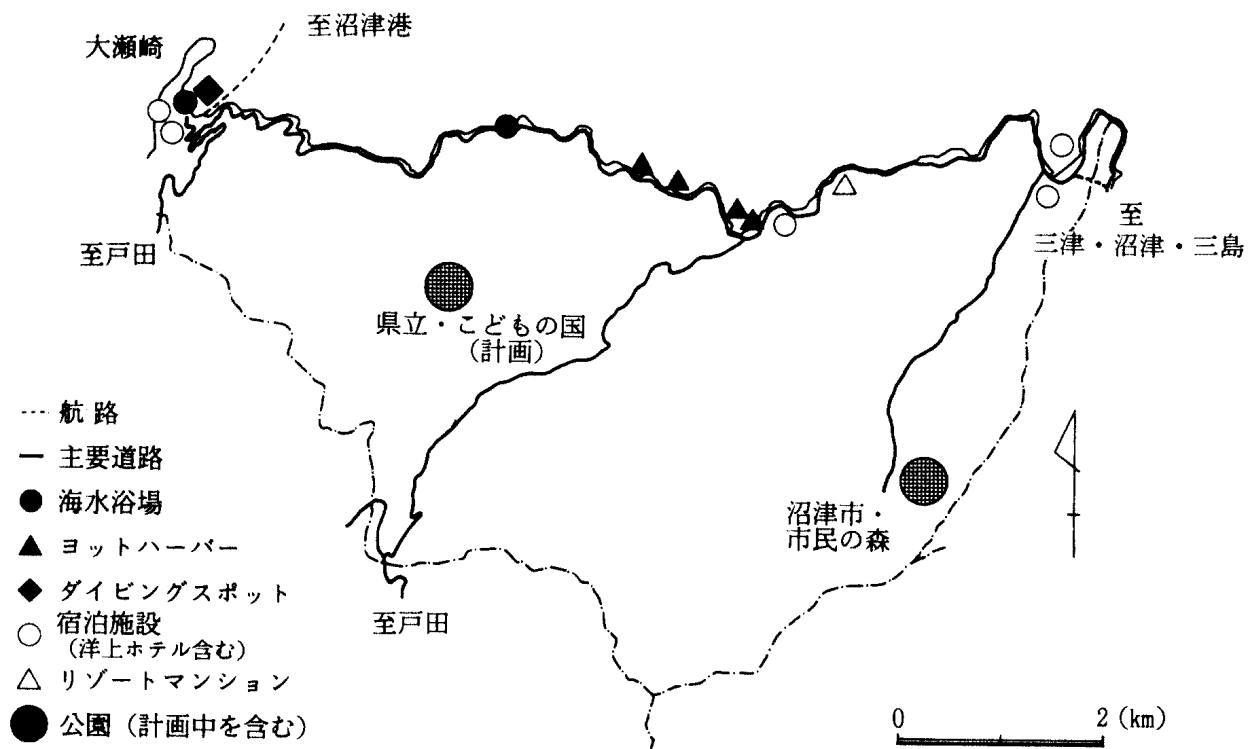 至沼津港
大瀬崎
至戸田
至
三津・沼津・三島
県立・こどもの国
(計画)
沼津市・
市民の森
至戸田
航路
主要道路
海水浴場
ヨットハーバー
ダイビングスポット
宿泊施設
(洋上ホテル含む)
リゾートマンション
公園(計画中を含む)
0 2(km)